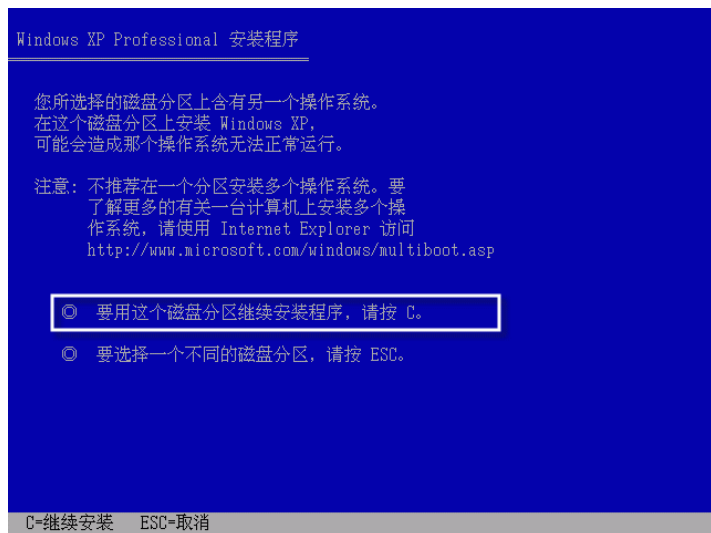 Windows XP Professional 安装程序
您所选择的磁盘分区上含有另一个操作系统。
在这个磁盘分区上安装 Windows XP,
可能会造成那个操作系统无法正常运行。
注意: 不推荐在一个分区安装多个操作系统。要
了解更多的有关一台计算机上安装多个操
作系统，请使用 Internet Explorer 访问
http://www.microsoft.com/windows/multiboot.asp
◎ 要用这个磁盘分区继续安装程序，请按 C。
◎ 要选择一个不同的磁盘分区，请按 ESC。
C=继续安装 ESC=取消